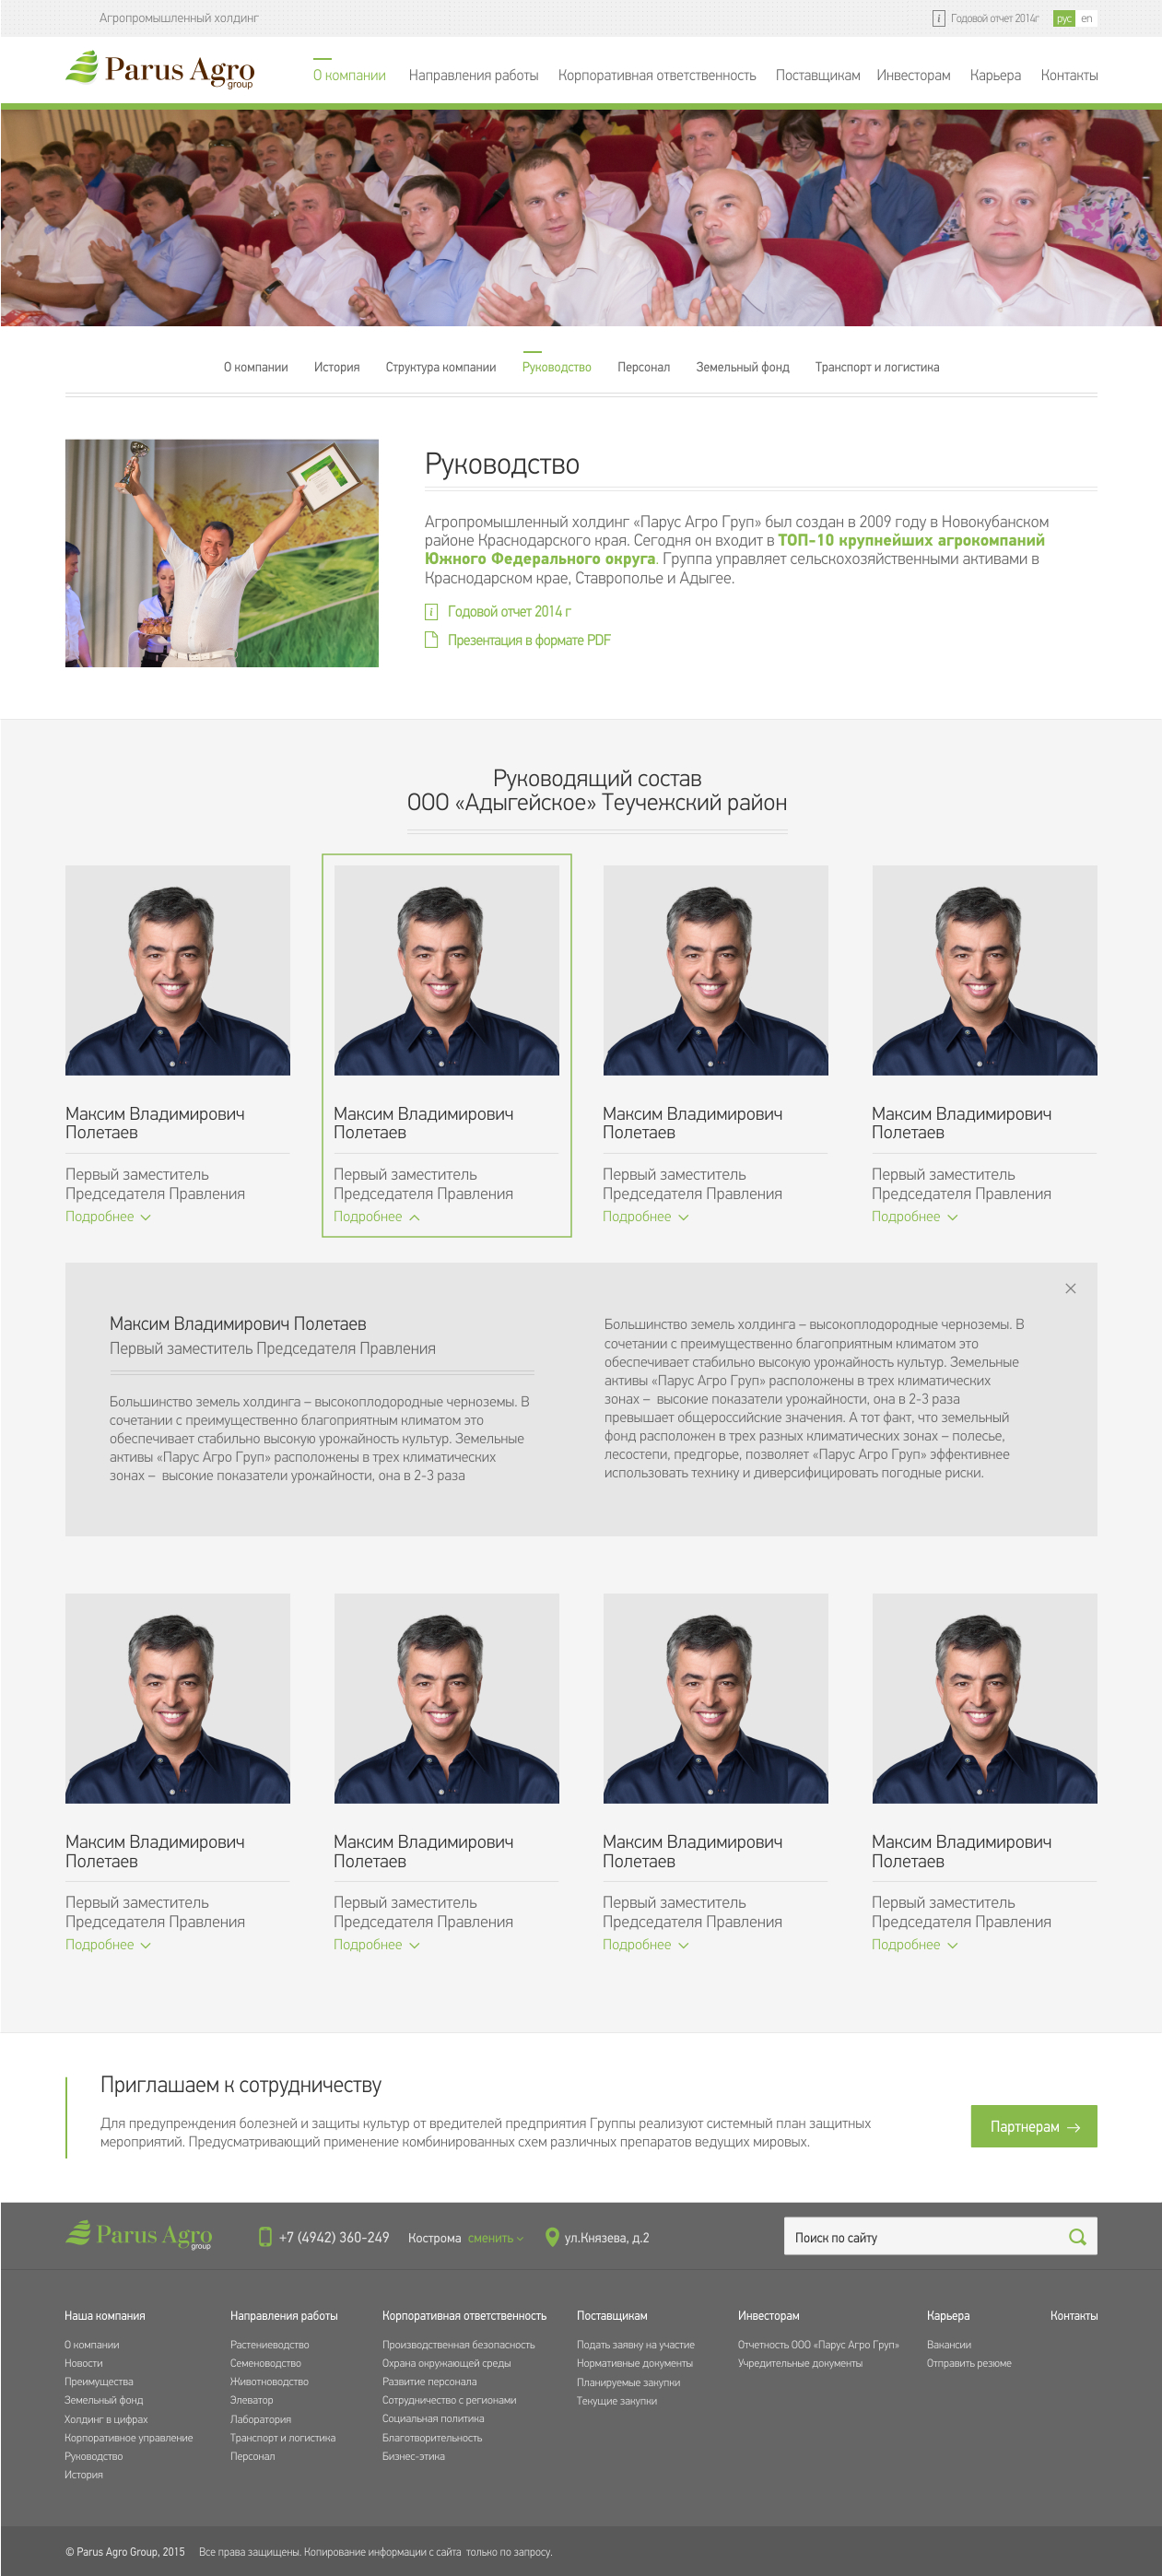 Агропромышленный холдинг
i Годовой отчет 2014г рус en
Parus Agro
group
О компании Направления работы Корпоративная ответственность Поставщикам Инвесторам Карьера Контакты
О компании История Структура компании Руководство Персонал Земельный фонд Транспорт и логистика
Руководство
Агропромышленный холдинг «Парус Агро Груп» был создан в 2009 году в Новокубанском
районе Краснодарского края. Сегодня он входит в ТОП-10 крупнейших агрокомпаний
Южного Федерального округа. Группа управляет сельскохозяйственными активами в
Краснодарском крае, Ставрополье и Адыгее.
i Годовой отчет 2014 г
Презентация в формате PDF
Руководящий состав
ООО «Адыгейское» Теучежский район
Максим Владимирович Максим Владимирович Максим Владимирович Максим Владимирович
Полетаев Полетаев Полетаев Полетаев
Первый заместитель Первый заместитель Первый заместитель Первый заместитель
Председателя Правления Председателя Правления Председателя Правления Председателя Правления
Подробнее Подробнее Подробнее Подробнее
Максим Владимирович Полетаев
Первый заместитель Председателя Правления
Большинство земель холдинга – высокоплодородные черноземы. В
сочетании с преимущественно благоприятным климатом это
обеспечивает стабильно высокую урожайность культур. Земельные
активы «Парус Агро Груп» расположены в трех климатических
зонах – высокие показатели урожайности, она в 2-3 раза
Большинство земель холдинга – высокоплодородные черноземы. В
сочетании с преимущественно благоприятным климатом это
обеспечивает стабильно высокую урожайность культур. Земельные
активы «Парус Агро Груп» расположены в трех климатических
зонах – высокие показатели урожайности, она в 2-3 раза
превышает общероссийские значения. А тот факт, что земельный
фонд расположен в трех разных климатических зонах – полесье,
лесостепи, предгорье, позволяет «Парус Агро Груп» эффективнее
использовать технику и диверсифицировать погодные риски.
Максим Владимирович Максим Владимирович Максим Владимирович Максим Владимирович
Полетаев Полетаев Полетаев Полетаев
Первый заместитель Первый заместитель Первый заместитель Первый заместитель
Председателя Правления Председателя Правления Председателя Правления Председателя Правления
Подробнее Подробнее Подробнее Подробнее
Приглашаем к сотрудничеству
Для предупреждения болезней и защиты культур от вредителей предприятия Группы реализуют системный план защитных
мероприятий. Предусматривающий применение комбинированных схем различных препаратов ведущих мировых.
Партнерам
Parus Agro
group
+7 (4942) 360-249 Кострома сменить ул.Князева, д.2 Поиск по сайту
Наша компания
О компании
Новости
Преимущества
Земельный фонд
Холдинг в цифрах
Корпоративное управление
Руководство
История
Направления работы
Растениеводство
Семеноводство
Животноводство
Элеватор
Лаборатория
Транспорт и логистика
Персонал
Корпоративная ответственность
Производственная безопасность
Охрана окружающей среды
Развитие персонала
Сотрудничество с регионами
Социальная политика
Благотворительность
Бизнес-этика
Поставщикам
Подать заявку на участие
Нормативные документы
Планируемые закупки
Текущие закупки
Инвесторам
Отчетность ООО «Парус Агро Груп»
Учредительные документы
Карьера
Вакансии
Отправить резюме
Контакты
© Parus Agro Group, 2015 Все права защищены. Копирование информации с сайта только по запросу.